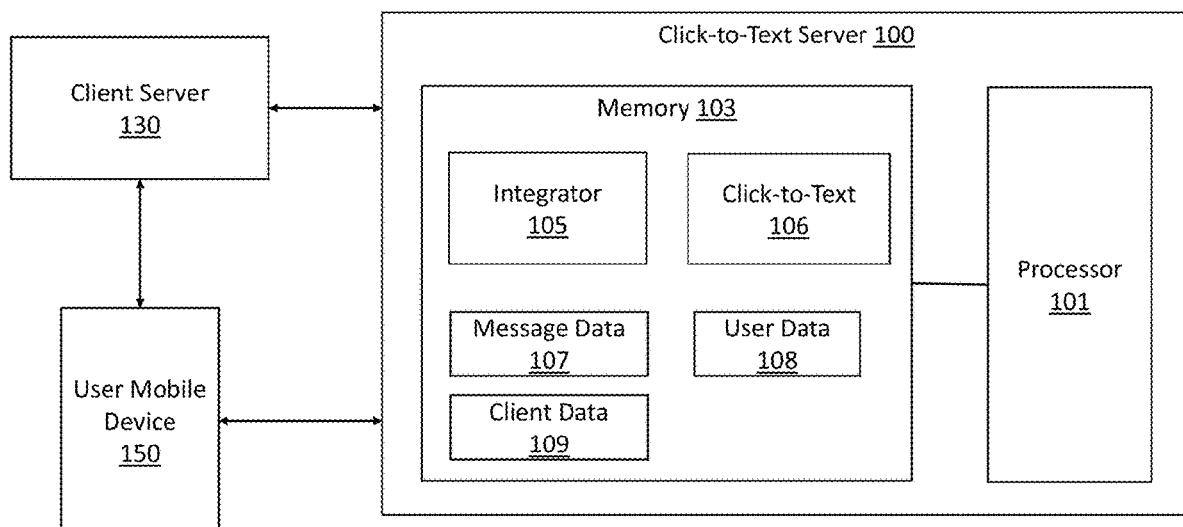 Click-to-Text Server 100
Client Server
130
Memory 103
Integrator
105
Click-to-Text
106
Processor
101
Message Data
107
User Data
108
User Mobile
Device
150
Client Data
109